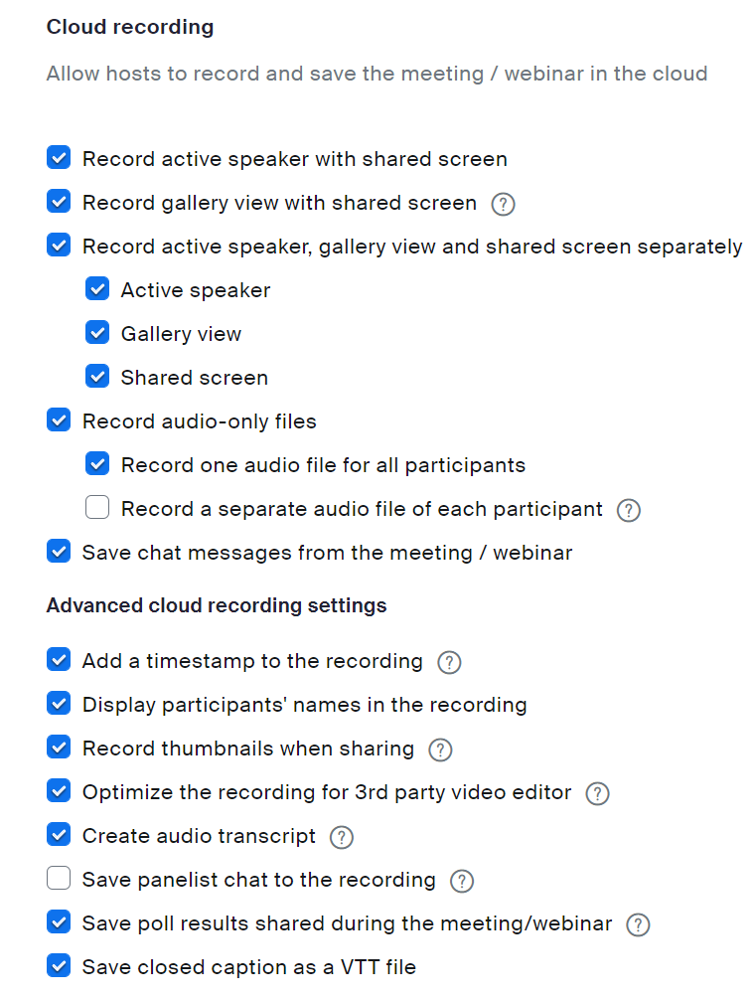 Cloud recording
Allow hosts to record and save the meeting / webinar in the cloud
Record active speaker with shared screen
Record gallery view with shared screen ?
Record active speaker, gallery view and shared screen separately
Active speaker
Gallery view
Shared screen
Record audio-only files
Record one audio file for all participants
Record a separate audio file of each participant ?
Save chat messages from the meeting / webinar
Advanced cloud recording settings
Add a timestamp to the recording ?
Display participants' names in the recording
Record thumbnails when sharing ?
Optimize the recording for 3rd party video editor ?
Create audio transcript ?
Save panelist chat to the recording ?
Save poll results shared during the meeting/webinar ?
Save closed caption as a VTT file